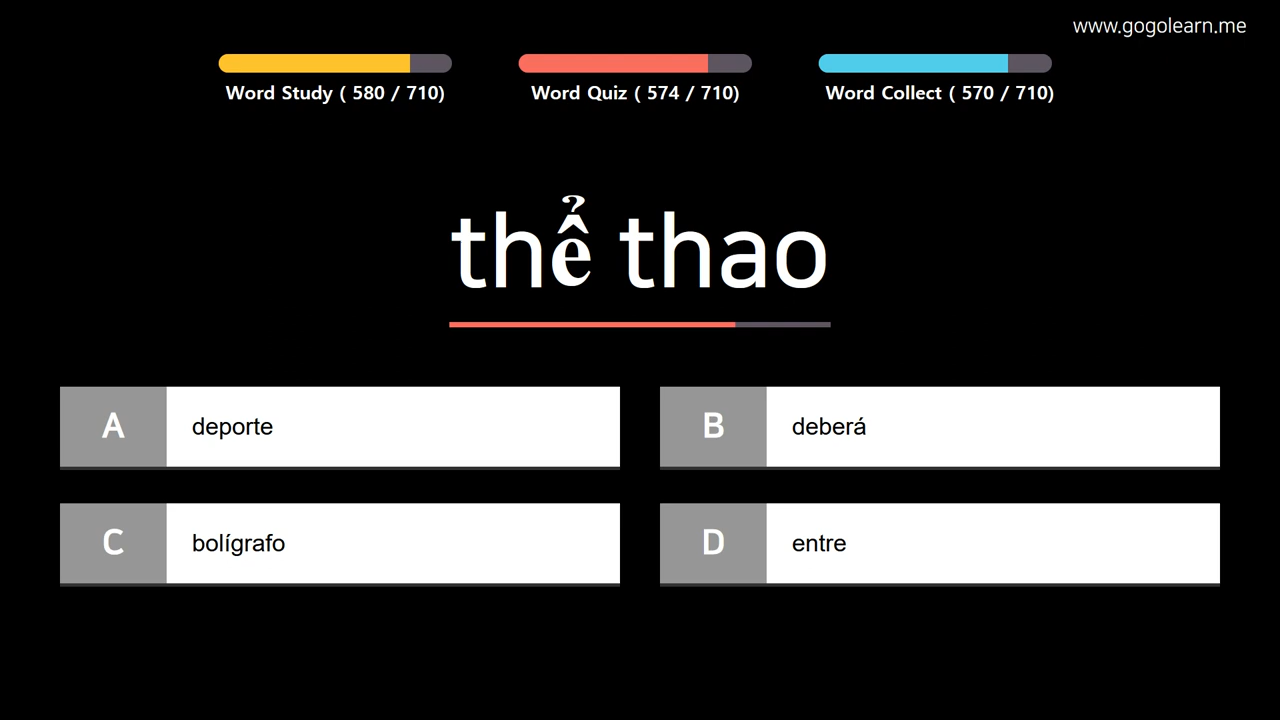 www.gogolearn.me
Word Study ( 580 / 710)
Word Quiz ( 574 / 710)
Word Collect ( 570 / 710)
thể thao
A deporte
B deberá
C bolígrafo
D entre